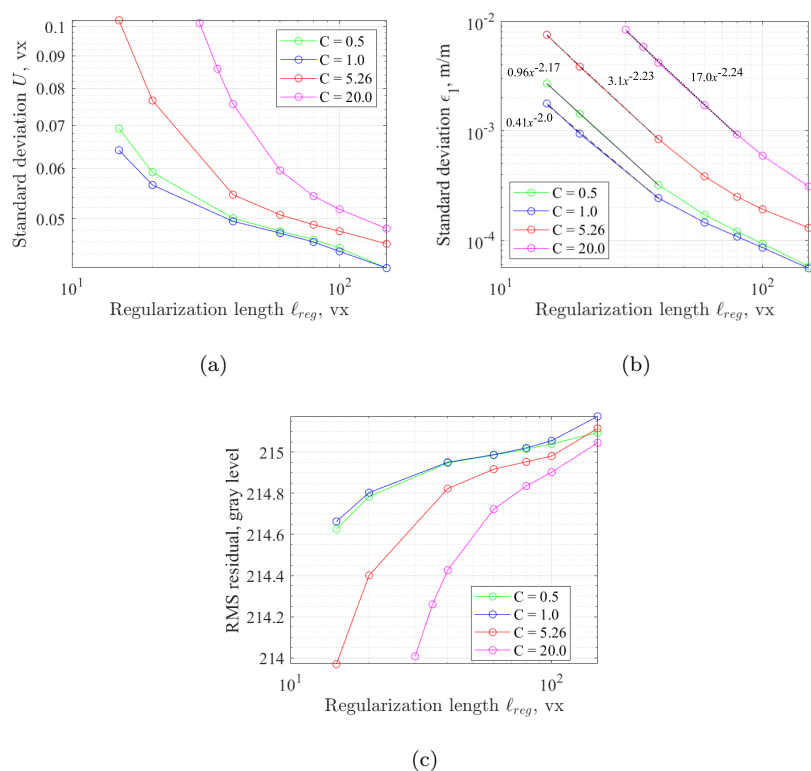 0.1
0.09
0.08
0.07
0.06
0.05
Standard deviation U, vx
C = 0.5
C = 1.0
C = 5.26
C = 20.0
10^1
10^2
Regularization length ℓ_reg, vx
(a)
10^-2
10^-3
10^-4
Standard deviation ϵ_1, m/m
0.96x^-2.17
3.1x^-2.23
17.0x^-2.24
0.41x^-2.0
C = 0.5
C = 1.0
C = 5.26
C = 20.0
10^1
10^2
Regularization length ℓ_reg, vx
(b)
215
214.8
214.6
214.4
214.2
214
RMS residual, gray level
C = 0.5
C = 1.0
C = 5.26
C = 20.0
10^1
10^2
Regularization length ℓ_reg, vx
(c)